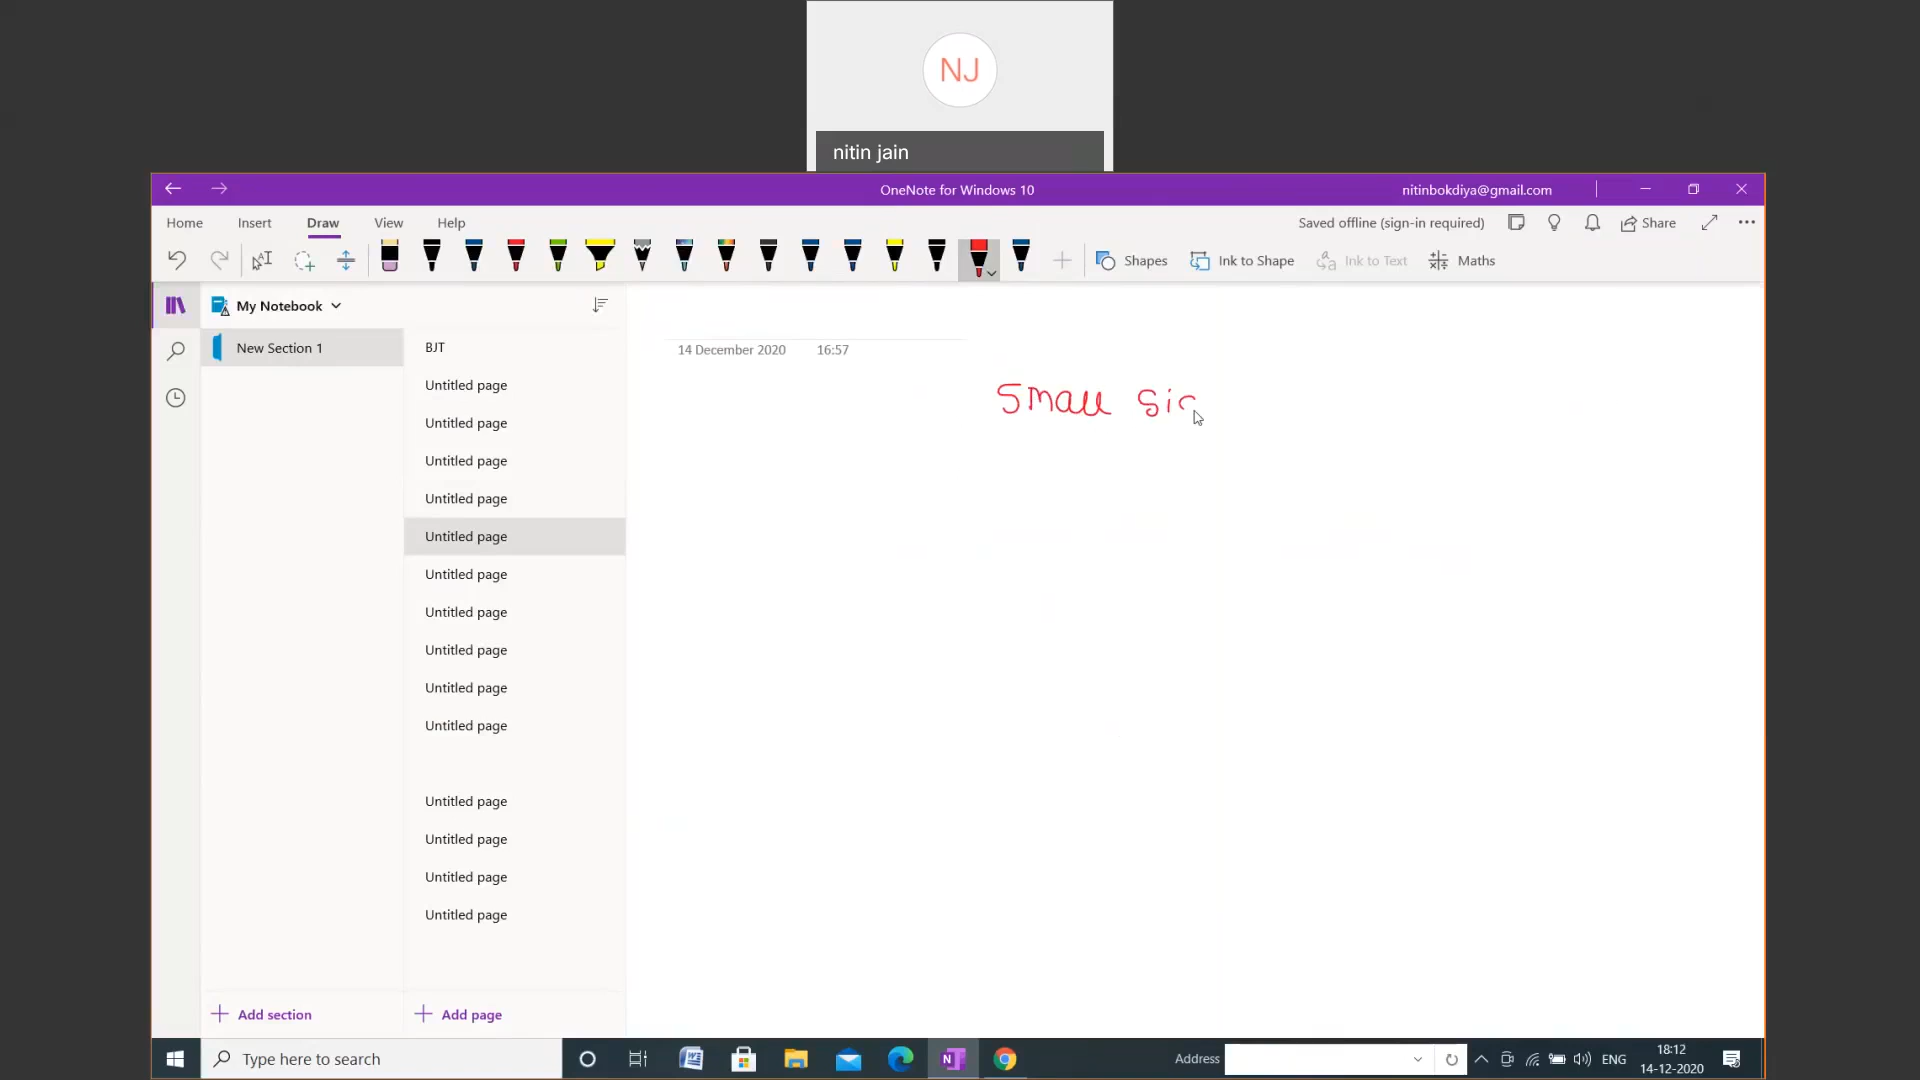 NJ
nitin jain
OneNote for Windows 10
nitinbokdiya@gmail.com
Home Insert Draw View Help
Saved offline (sign-in required)
Share
Shapes
Ink to Shape
Ink to Text
Maths
My Notebook
New Section 1
BJT
Untitled page
Untitled page
Untitled page
Untitled page
Untitled page
Untitled page
Untitled page
Untitled page
Untitled page
Untitled page
Untitled page
Untitled page
Untitled page
Untitled page
Add section
Add page
14 December 2020 16:57
Small
Type here to search
Address
ENG
18:12
14-12-2020